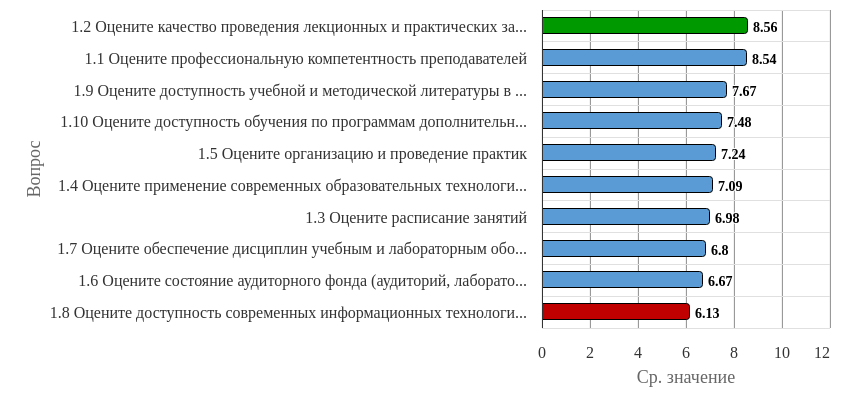 1.2 Оцените качество проведения лекционных и практических за... 8.56
1.1 Оцените профессиональную компетентность преподавателей 8.54
1.9 Оцените доступность учебной и методической литературы в ... 7.67
1.10 Оцените доступность обучения по программам дополнительн... 7.48
1.5 Оцените организацию и проведение практик 7.24
1.4 Оцените применение современных образовательных технологи... 7.09
1.3 Оцените расписание занятий 6.98
1.7 Оцените обеспечение дисциплин учебным и лабораторным обо... 6.8
1.6 Оцените состояние аудиторного фонда (аудиторий, лаборато... 6.67
1.8 Оцените доступность современных информационных технологи... 6.13
Вопрос
0 2 4 6 8 10 12
Ср. значение